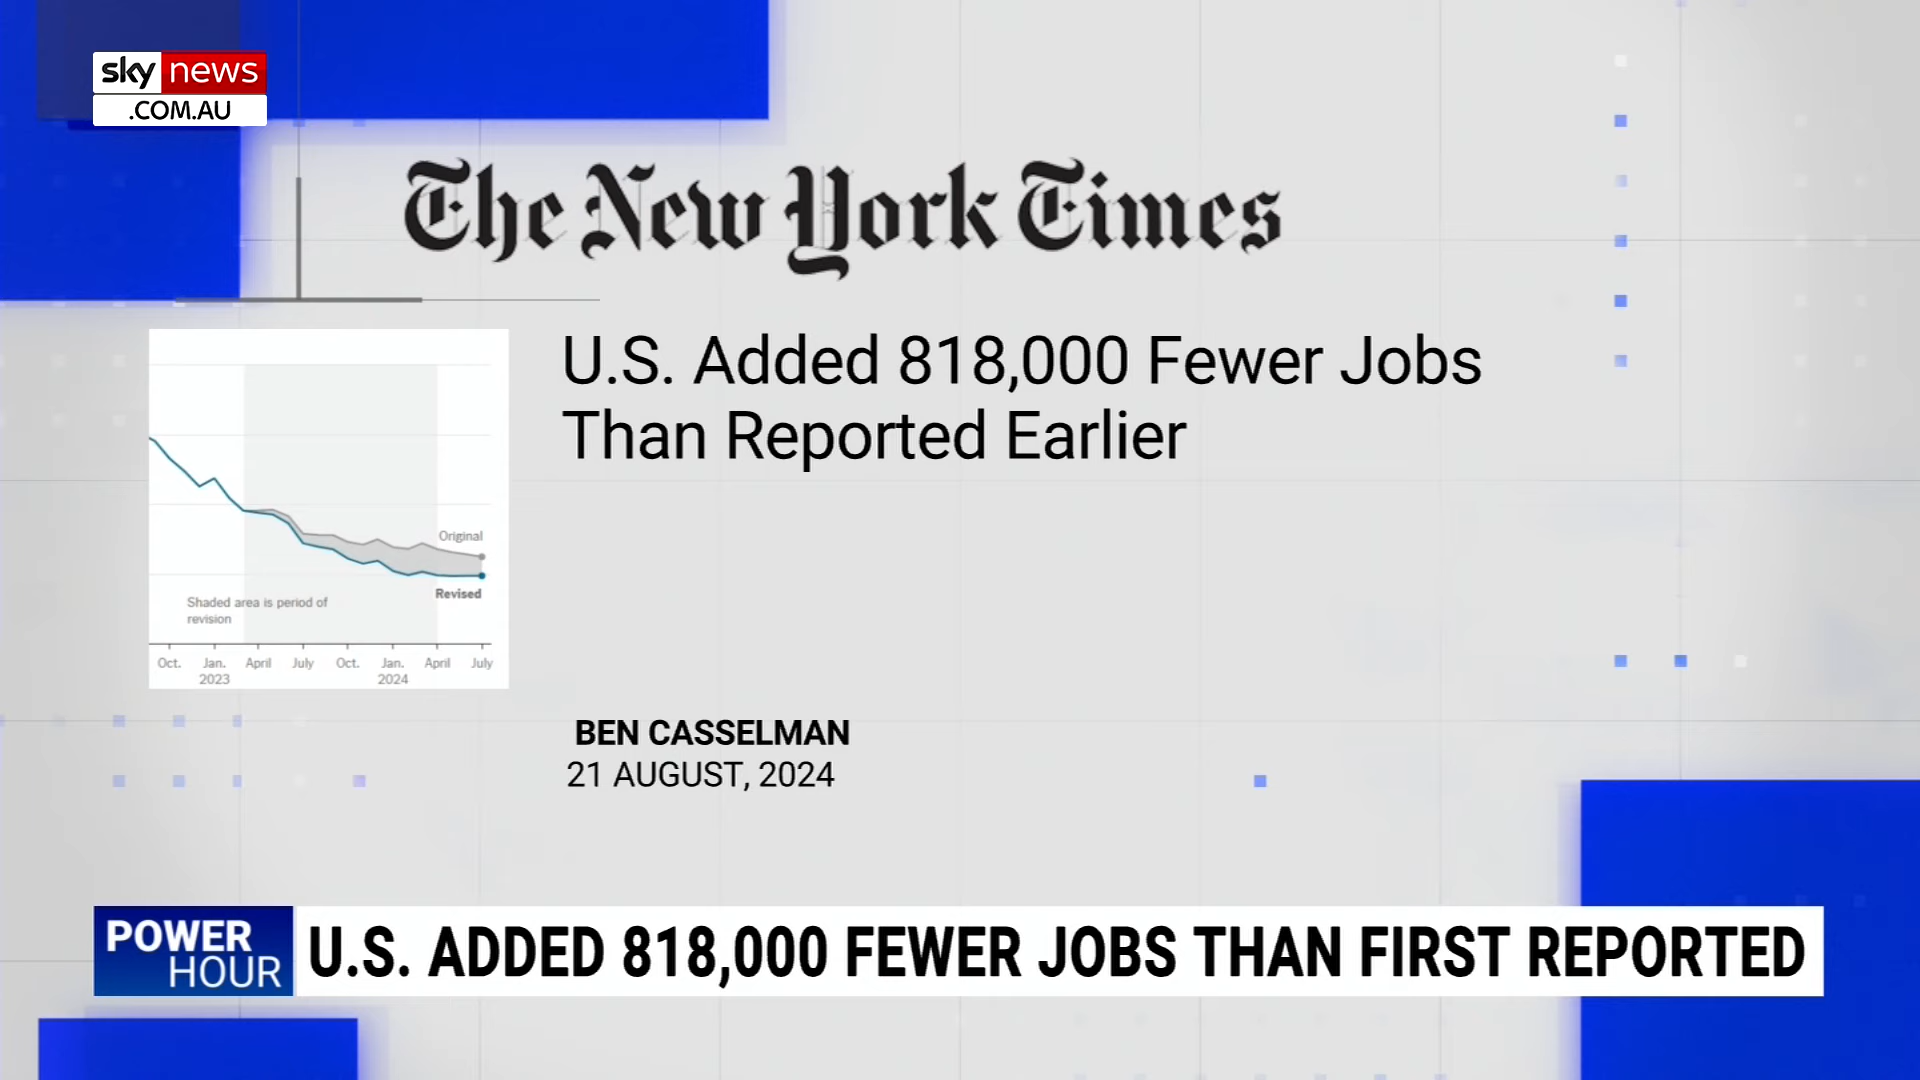 sky news
.COM.AU
The New York Times
U.S. Added 818,000 Fewer Jobs
Than Reported Earlier
Original
Revised
Shaded area is period of
revision
Oct. Jan. April July Oct. Jan. April July
2023 2024
BEN CASSELMAN
21 AUGUST, 2024
POWER
HOUR
U.S. ADDED 818,000 FEWER JOBS THAN FIRST REPORTED